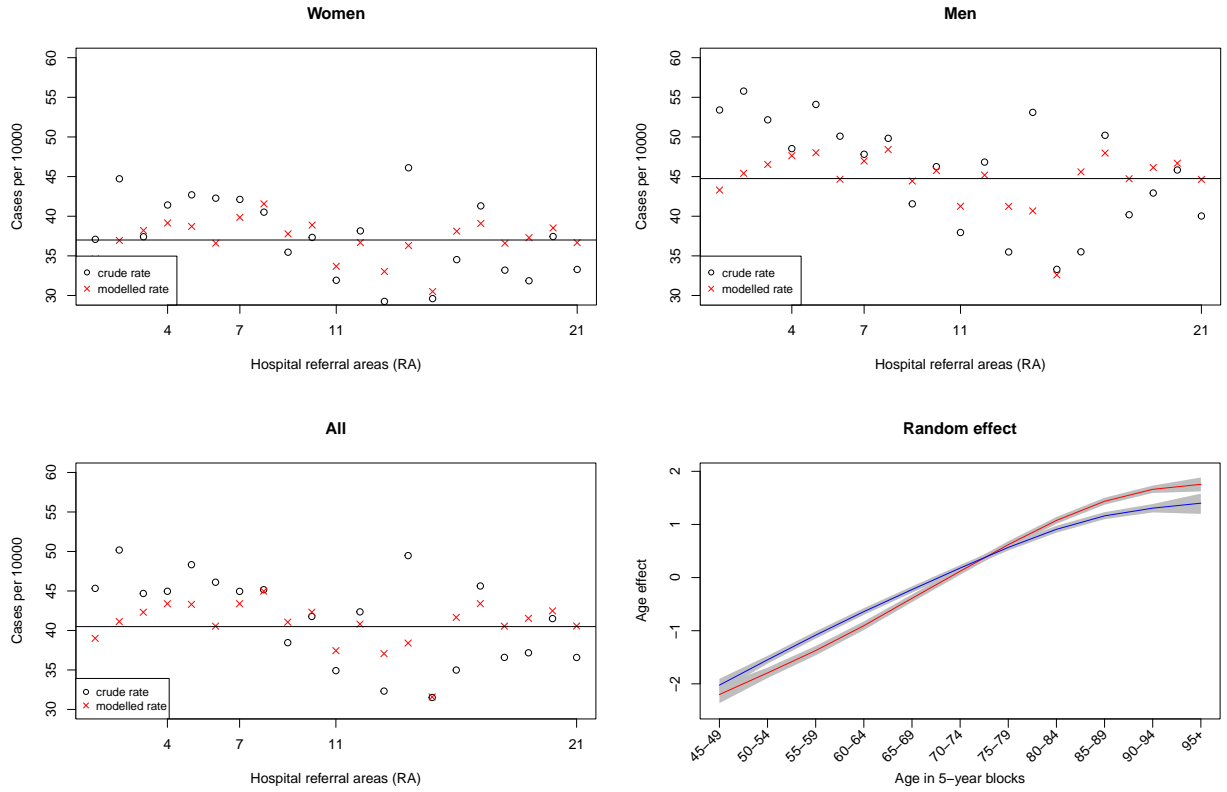 Women
Cases per 10000
60
55
50
45
40
35
30
crude rate
modelled rate
4 7 11 21
Hospital referral areas (RA)
Men
Cases per 10000
60
55
50
45
40
35
30
crude rate
modelled rate
4 7 11 21
Hospital referral areas (RA)
All
Cases per 10000
60
55
50
45
40
35
30
crude rate
modelled rate
4 7 11 21
Hospital referral areas (RA)
Random effect
Age effect
2
1
0
−1
−2
45−49 50−54 55−59 60−64 65−69 70−74 75−79 80−84 85−89 90−94 95+
Age in 5−year blocks